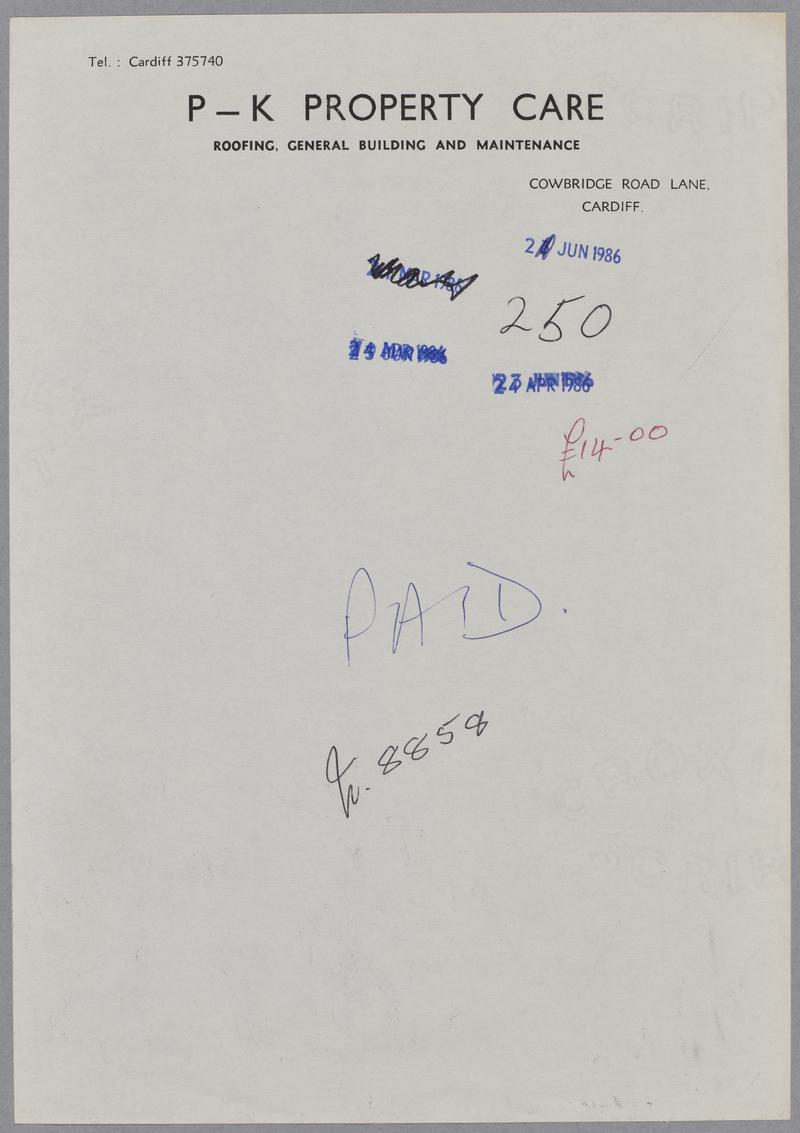 Tel. : Cardiff 375740
P – K PROPERTY CARE
ROOFING, GENERAL BUILDING AND MAINTENANCE
COWBRIDGE ROAD LANE,
CARDIFF.
JUN 1986
250
APR 1986
£14-00
PAID.
8858